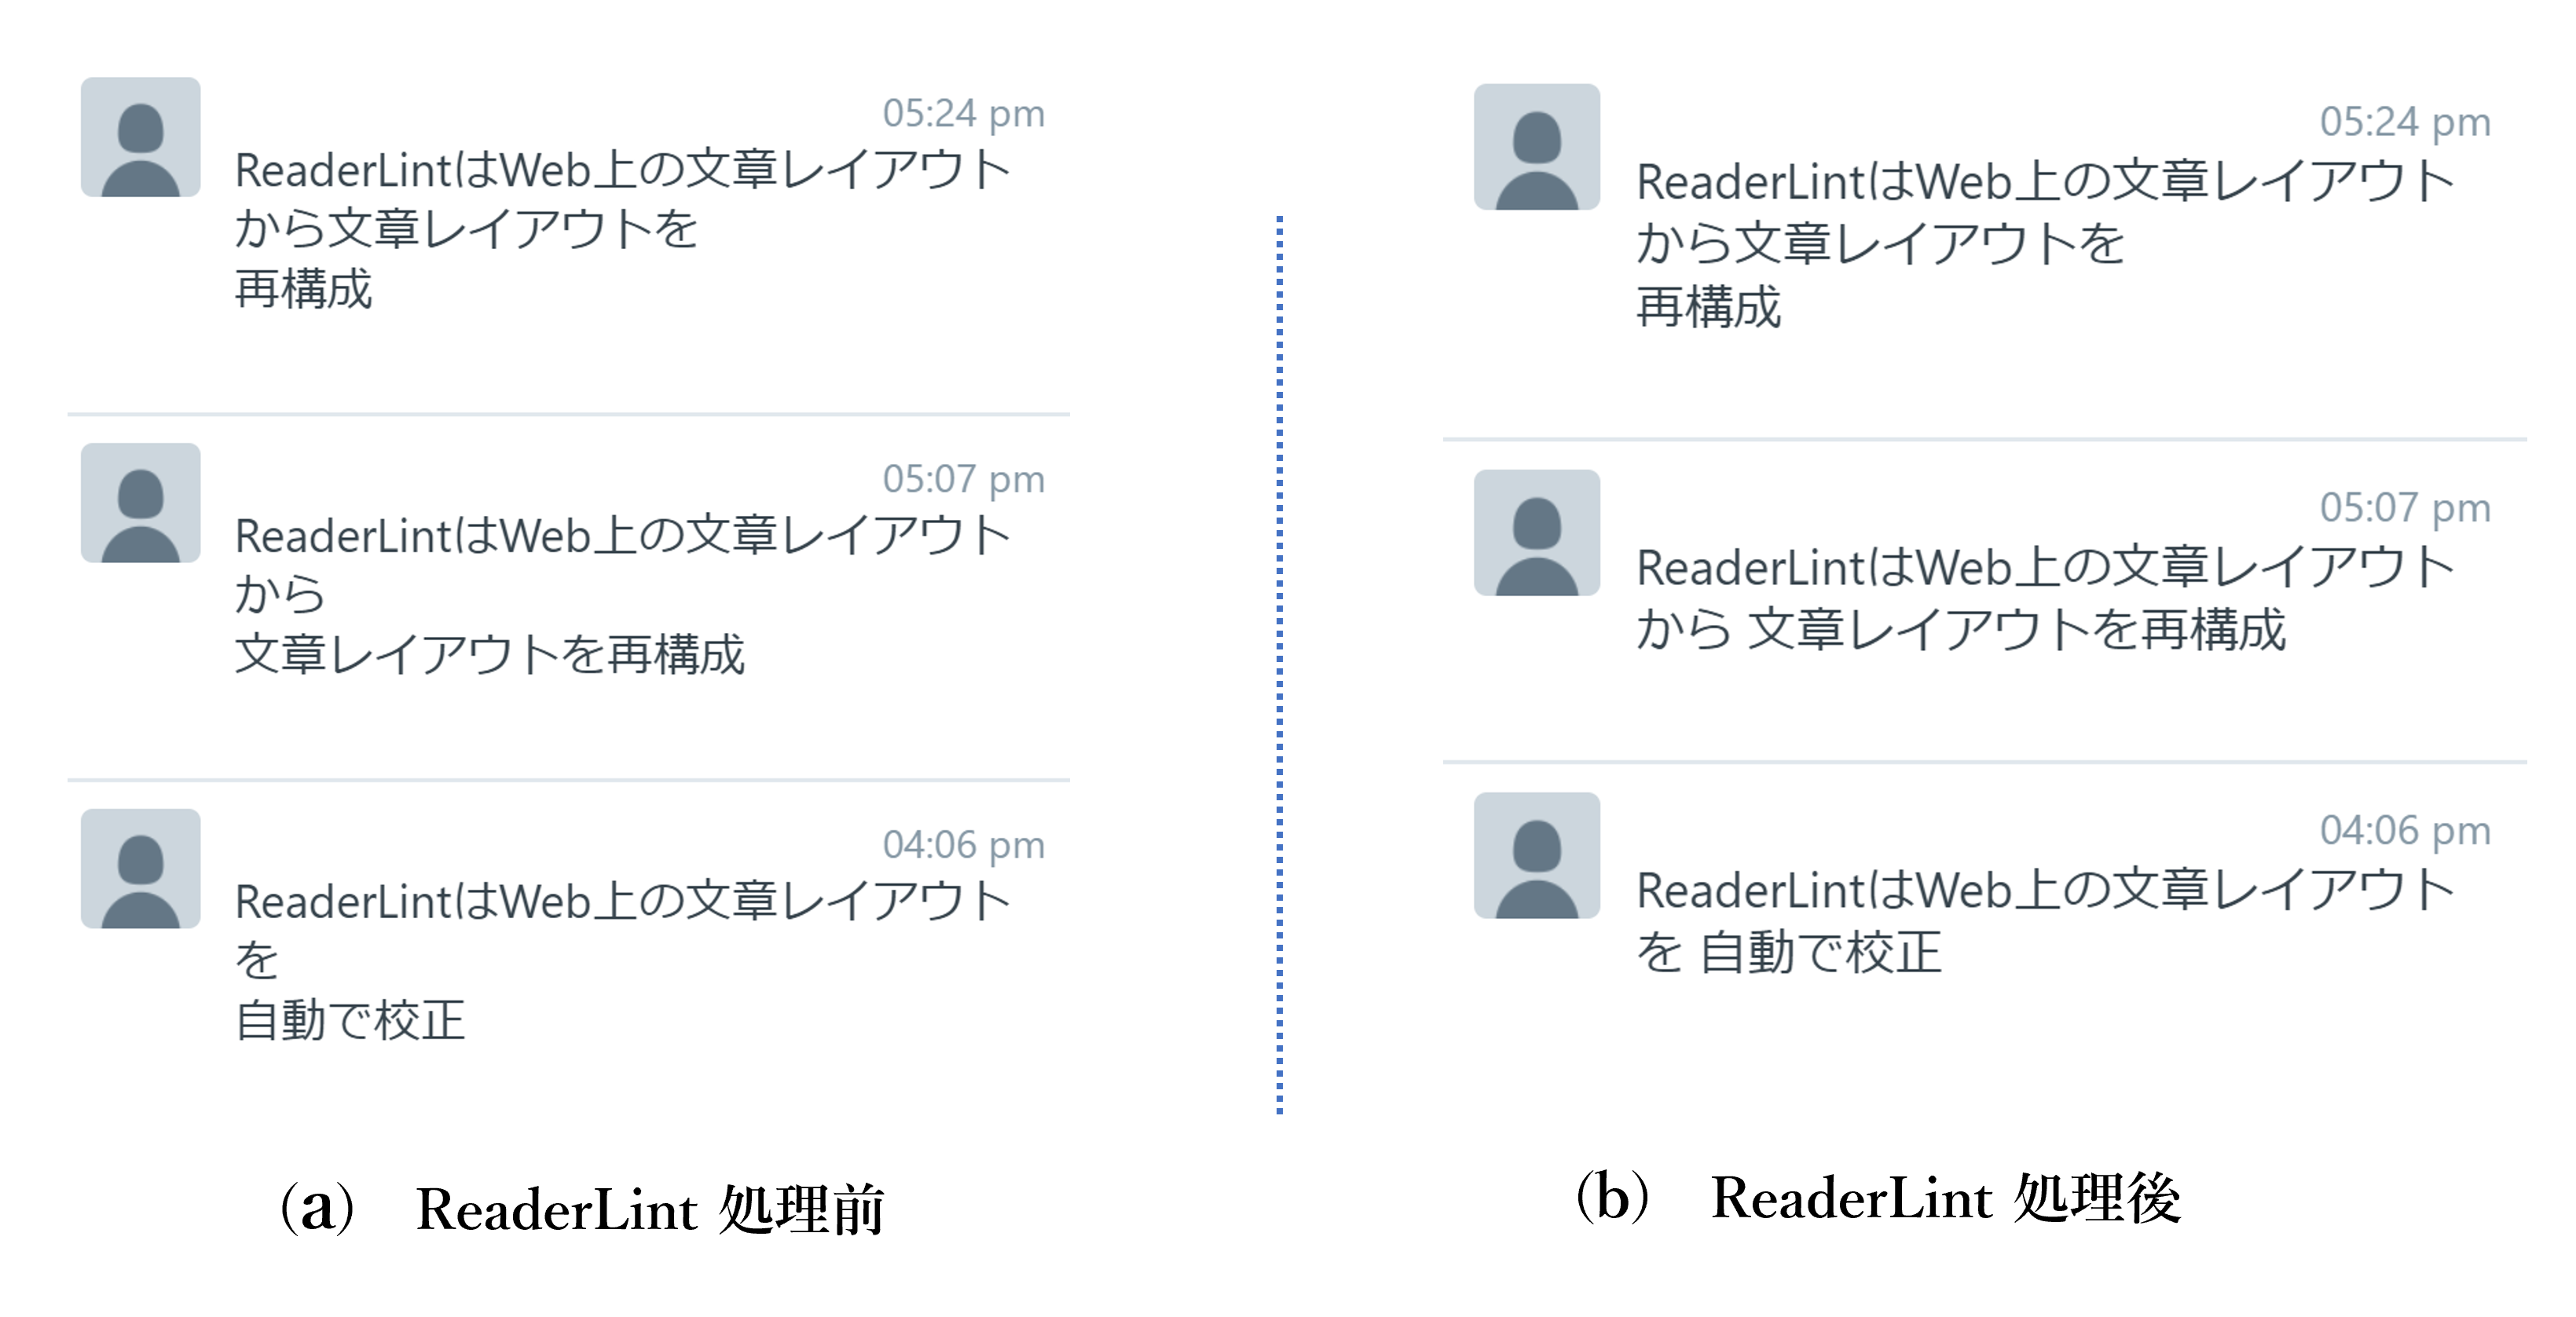 05:24 pm
ReaderLintはWeb上の文章レイアウト
から文章レイアウトを
再構成
05:07 pm
ReaderLintはWeb上の文章レイアウト
から
文章レイアウトを再構成
04:06 pm
ReaderLintはWeb上の文章レイアウト
を
自動で校正
(a)　ReaderLint 処理前
05:24 pm
ReaderLintはWeb上の文章レイアウト
から文章レイアウトを
再構成
05:07 pm
ReaderLintはWeb上の文章レイアウト
から 文章レイアウトを再構成
04:06 pm
ReaderLintはWeb上の文章レイアウト
を 自動で校正
(b)　ReaderLint 処理後